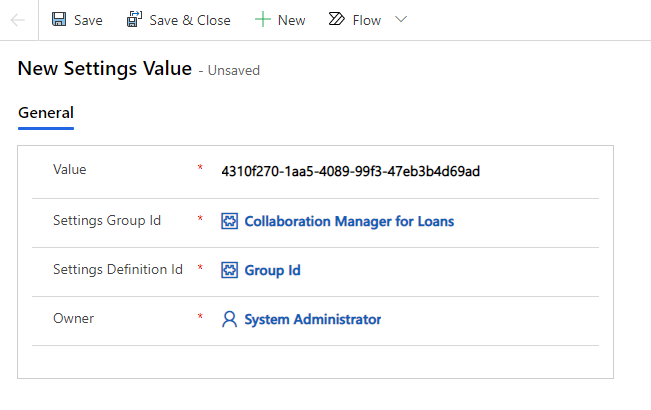 Save Save & Close New Flow
New Settings Value - Unsaved
General
Value * 4310f270-1aa5-4089-99f3-47eb3b4d69ad
Settings Group Id * Collaboration Manager for Loans
Settings Definition Id * Group Id
Owner * System Administrator